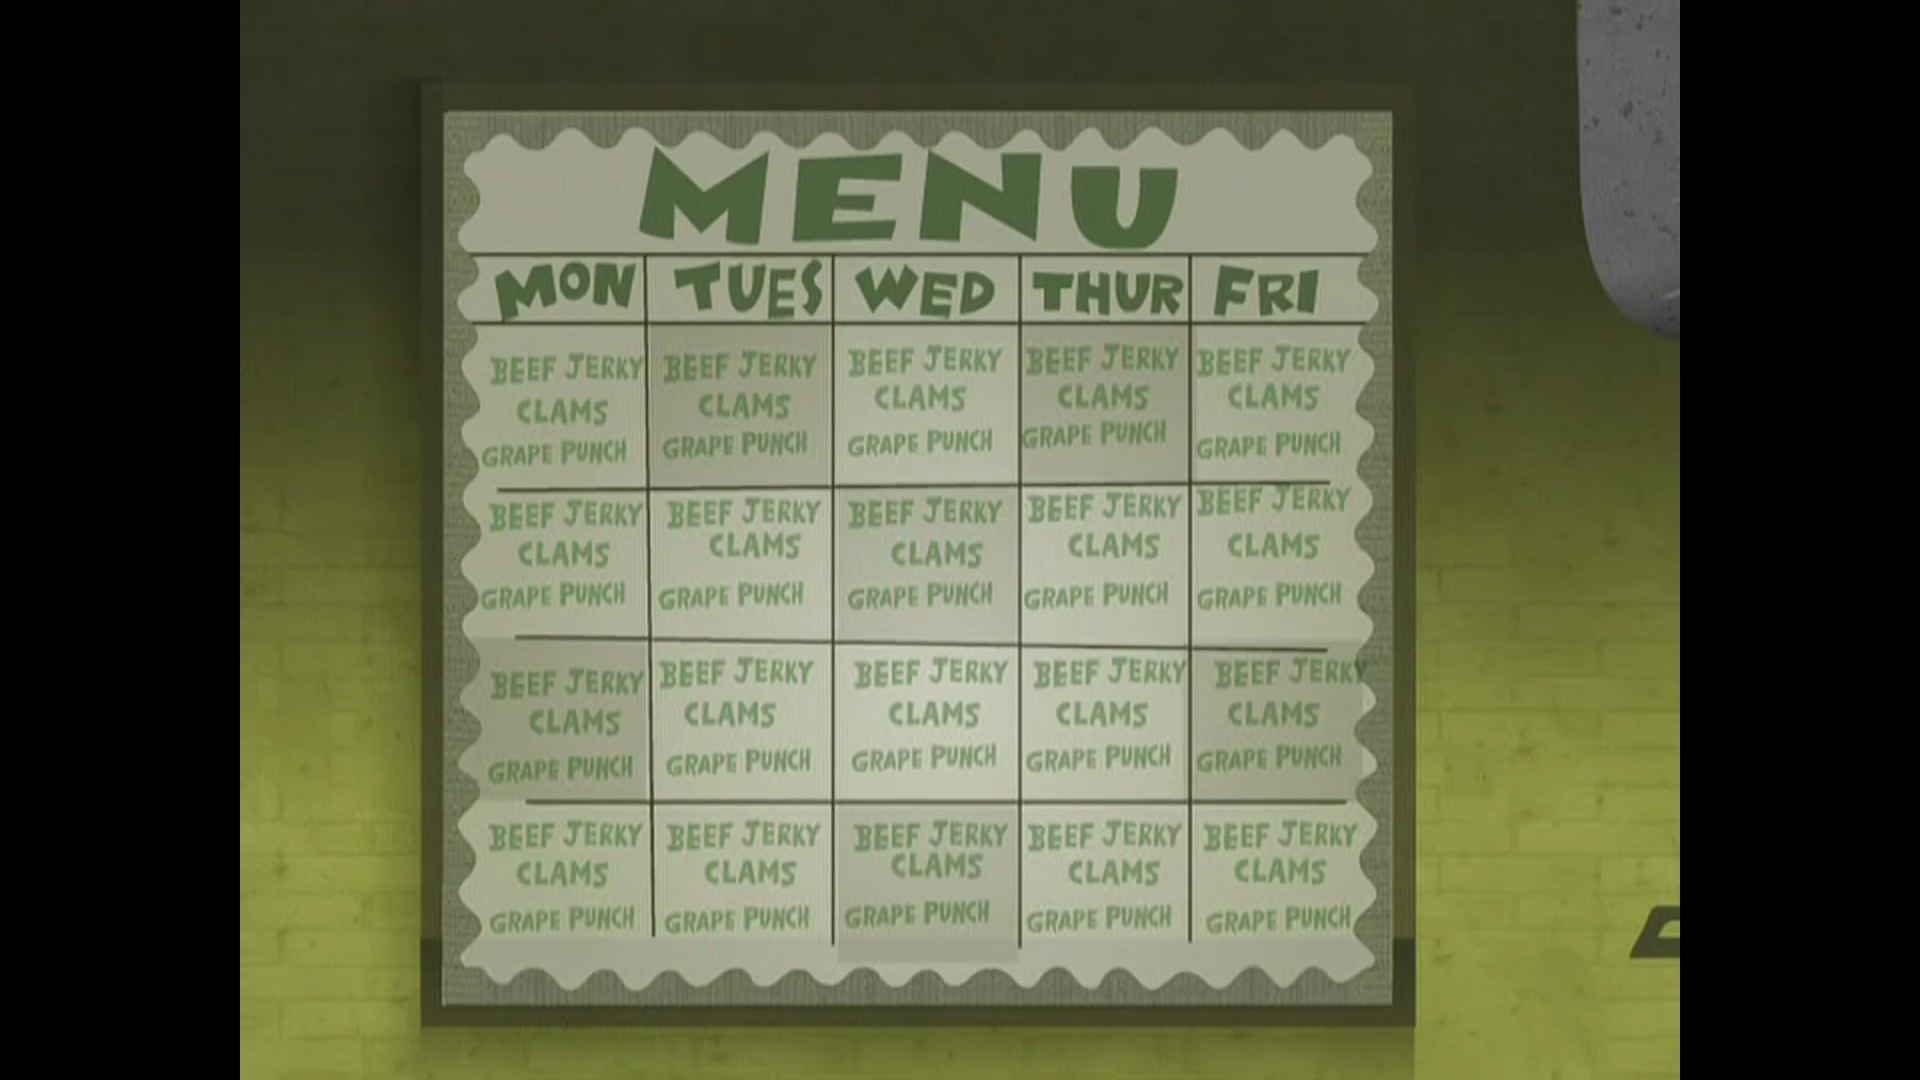 MENU
MON TUES WED THUR FRI
BEEF JERKY BEEF JERKY BEEF JERKY BEEF JERKY BEEF JERKY
CLAMS CLAMS CLAMS CLAMS CLAMS
GRAPE PUNCH GRAPE PUNCH GRAPE PUNCH GRAPE PUNCH GRAPE PUNCH
BEEF JERKY BEEF JERKY BEEF JERKY BEEF JERKY BEEF JERKY
CLAMS CLAMS CLAMS CLAMS CLAMS
GRAPE PUNCH GRAPE PUNCH GRAPE PUNCH GRAPE PUNCH GRAPE PUNCH
BEEF JERKY BEEF JERKY BEEF JERKY BEEF JERKY BEEF JERKY
CLAMS CLAMS CLAMS CLAMS CLAMS
GRAPE PUNCH GRAPE PUNCH GRAPE PUNCH GRAPE PUNCH GRAPE PUNCH
BEEF JERKY BEEF JERKY BEEF JERKY BEEF JERKY BEEF JERKY
CLAMS CLAMS CLAMS CLAMS CLAMS
GRAPE PUNCH GRAPE PUNCH GRAPE PUNCH GRAPE PUNCH GRAPE PUNCH